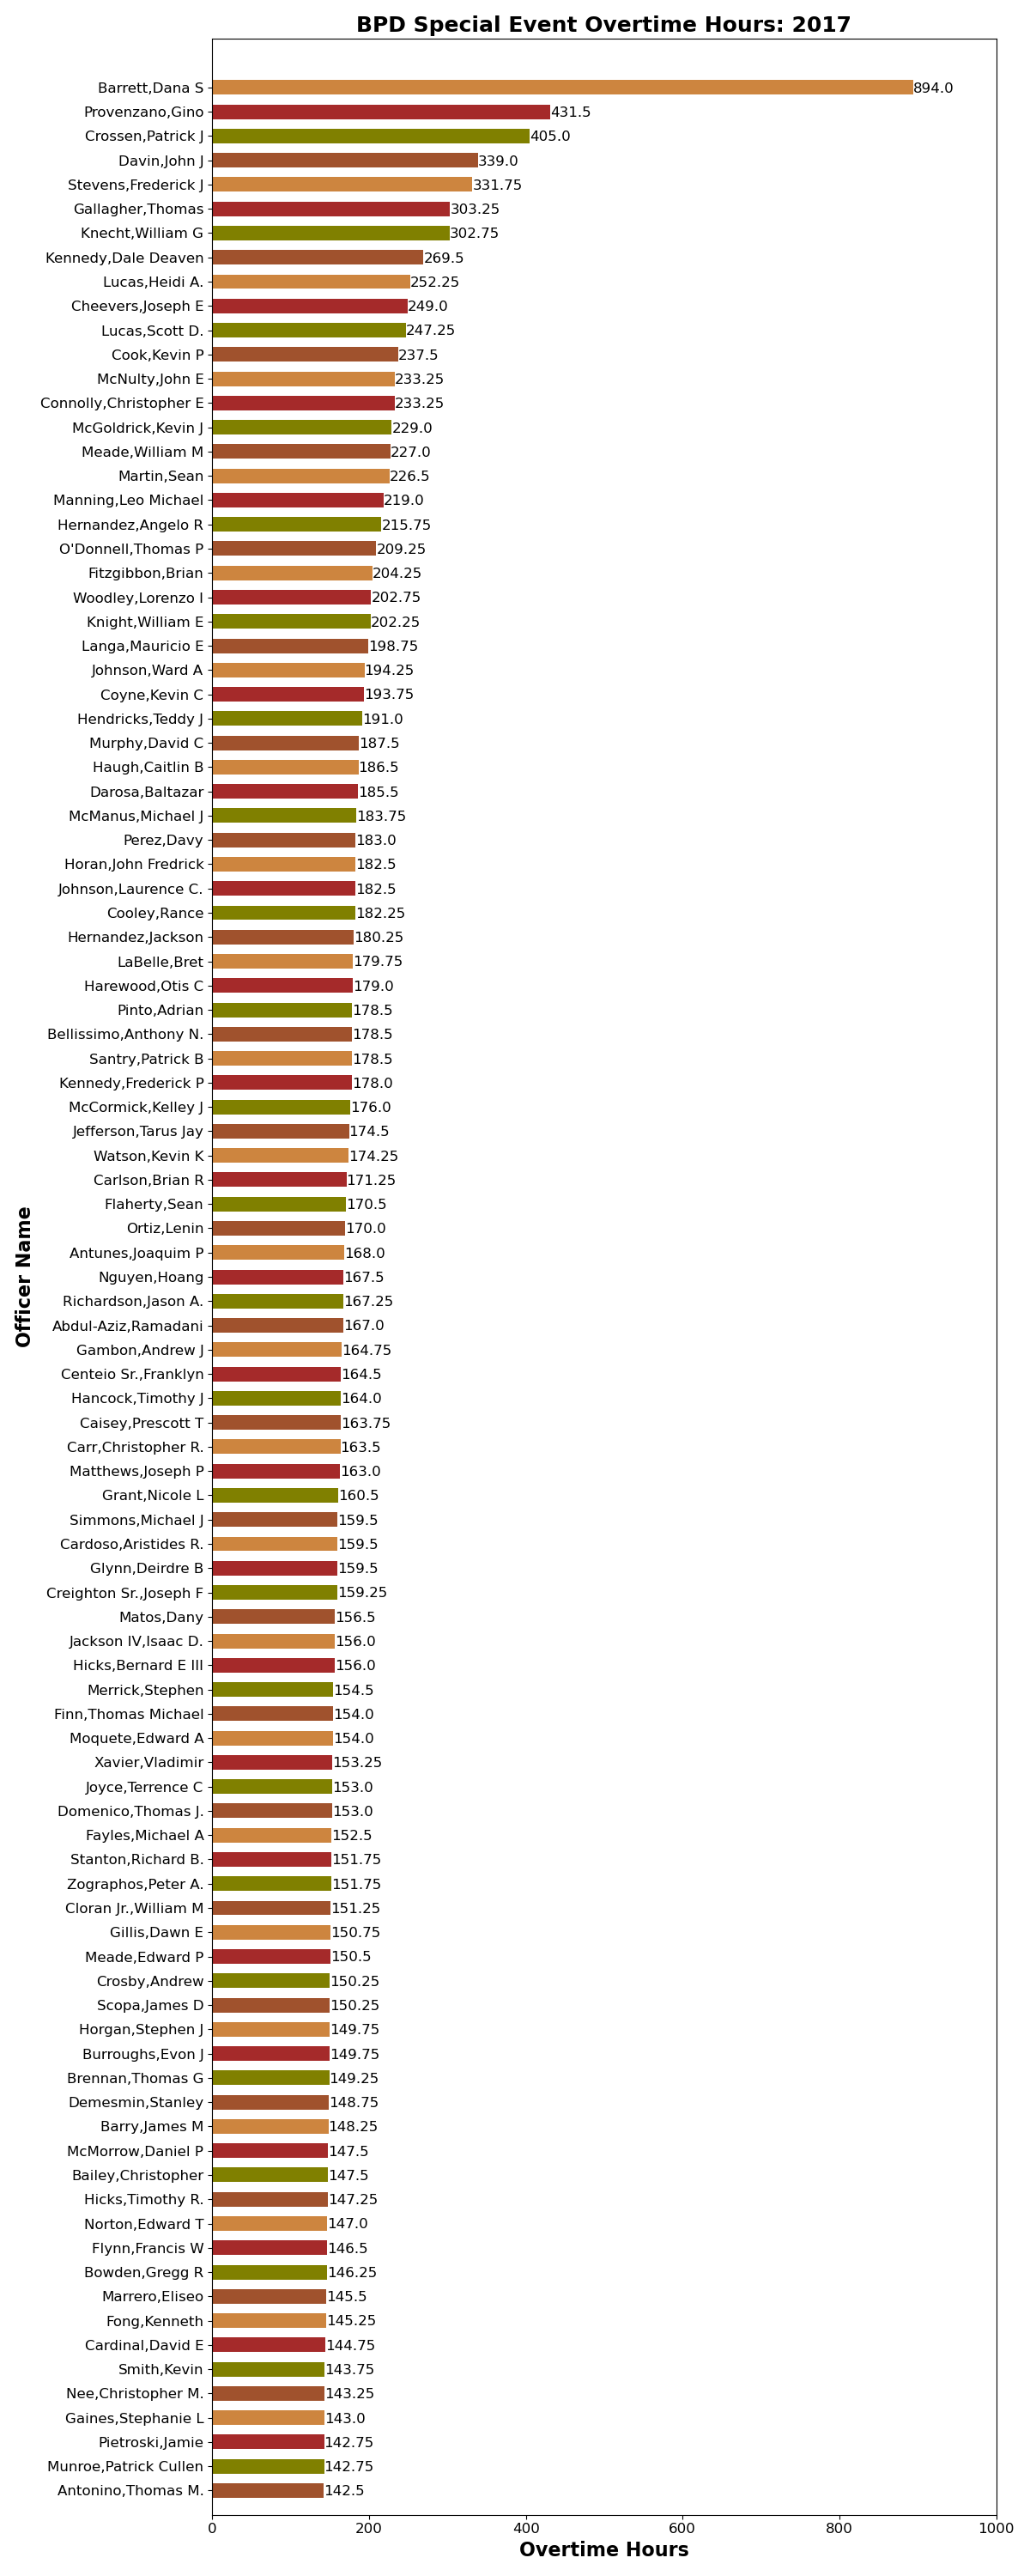 BPD Special Event Overtime Hours: 2017
Barrett,Dana S 894.0
Provenzano,Gino 431.5
Crossen,Patrick J 405.0
Davin,John J 339.0
Stevens,Frederick J 331.75
Gallagher,Thomas 303.25
Knecht,William G 302.75
Kennedy,Dale Deaven 269.5
Lucas,Heidi A. 252.25
Cheevers,Joseph E 249.0
Lucas,Scott D. 247.25
Cook,Kevin P 237.5
McNulty,John E 233.25
Connolly,Christopher E 233.25
McGoldrick,Kevin J 229.0
Meade,William M 227.0
Martin,Sean 226.5
Manning,Leo Michael 219.0
Hernandez,Angelo R 215.75
O'Donnell,Thomas P 209.25
Fitzgibbon,Brian 204.25
Woodley,Lorenzo I 202.75
Knight,William E 202.25
Langa,Mauricio E 198.75
Johnson,Ward A 194.25
Coyne,Kevin C 193.75
Hendricks,Teddy J 191.0
Murphy,David C 187.5
Haugh,Caitlin B 186.5
Darosa,Baltazar 185.5
McManus,Michael J 183.75
Perez,Davy 183.0
Horan,John Fredrick 182.5
Johnson,Laurence C. 182.5
Cooley,Rance 182.25
Hernandez,Jackson 180.25
LaBelle,Bret 179.75
Harewood,Otis C 179.0
Pinto,Adrian 178.5
Bellissimo,Anthony N. 178.5
Santry,Patrick B 178.5
Kennedy,Frederick P 178.0
McCormick,Kelley J 176.0
Jefferson,Tarus Jay 174.5
Watson,Kevin K 174.25
Carlson,Brian R 171.25
Flaherty,Sean 170.5
Ortiz,Lenin 170.0
Antunes,Joaquim P 168.0
Nguyen,Hoang 167.5
Richardson,Jason A. 167.25
Abdul-Aziz,Ramadani 167.0
Gambon,Andrew J 164.75
Centeio Sr.,Franklyn 164.5
Hancock,Timothy J 164.0
Caisey,Prescott T 163.75
Carr,Christopher R. 163.5
Matthews,Joseph P 163.0
Grant,Nicole L 160.5
Simmons,Michael J 159.5
Cardoso,Aristides R. 159.5
Glynn,Deirdre B 159.5
Creighton Sr.,Joseph F 159.25
Matos,Dany 156.5
Jackson IV,Isaac D. 156.0
Hicks,Bernard E III 156.0
Merrick,Stephen 154.5
Finn,Thomas Michael 154.0
Moquete,Edward A 154.0
Xavier,Vladimir 153.25
Joyce,Terrence C 153.0
Domenico,Thomas J. 153.0
Fayles,Michael A 152.5
Stanton,Richard B. 151.75
Zographos,Peter A. 151.75
Cloran Jr.,William M 151.25
Gillis,Dawn E 150.75
Meade,Edward P 150.5
Crosby,Andrew 150.25
Scopa,James D 150.25
Horgan,Stephen J 149.75
Burroughs,Evon J 149.75
Brennan,Thomas G 149.25
Demesmin,Stanley 148.75
Barry,James M 148.25
McMorrow,Daniel P 147.5
Bailey,Christopher 147.5
Hicks,Timothy R. 147.25
Norton,Edward T 147.0
Flynn,Francis W 146.5
Bowden,Gregg R 146.25
Marrero,Eliseo 145.5
Fong,Kenneth 145.25
Cardinal,David E 144.75
Smith,Kevin 143.75
Nee,Christopher M. 143.25
Gaines,Stephanie L 143.0
Pietroski,Jamie 142.75
Munroe,Patrick Cullen 142.75
Antonino,Thomas M. 142.5
Officer Name
0 200 400 600 800 1000
Overtime Hours